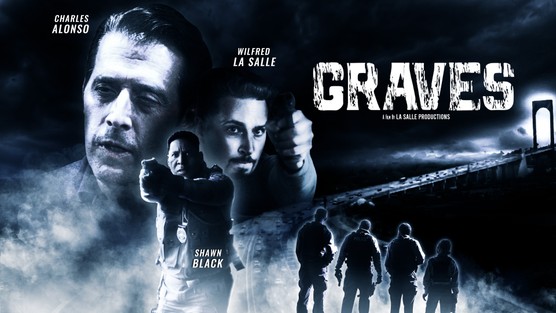 CHARLES
ALONSO
WILFRED
LA SALLE
GRAVES
A Film By LA SALLE PRODUCTIONS
SHAWN
BLACK